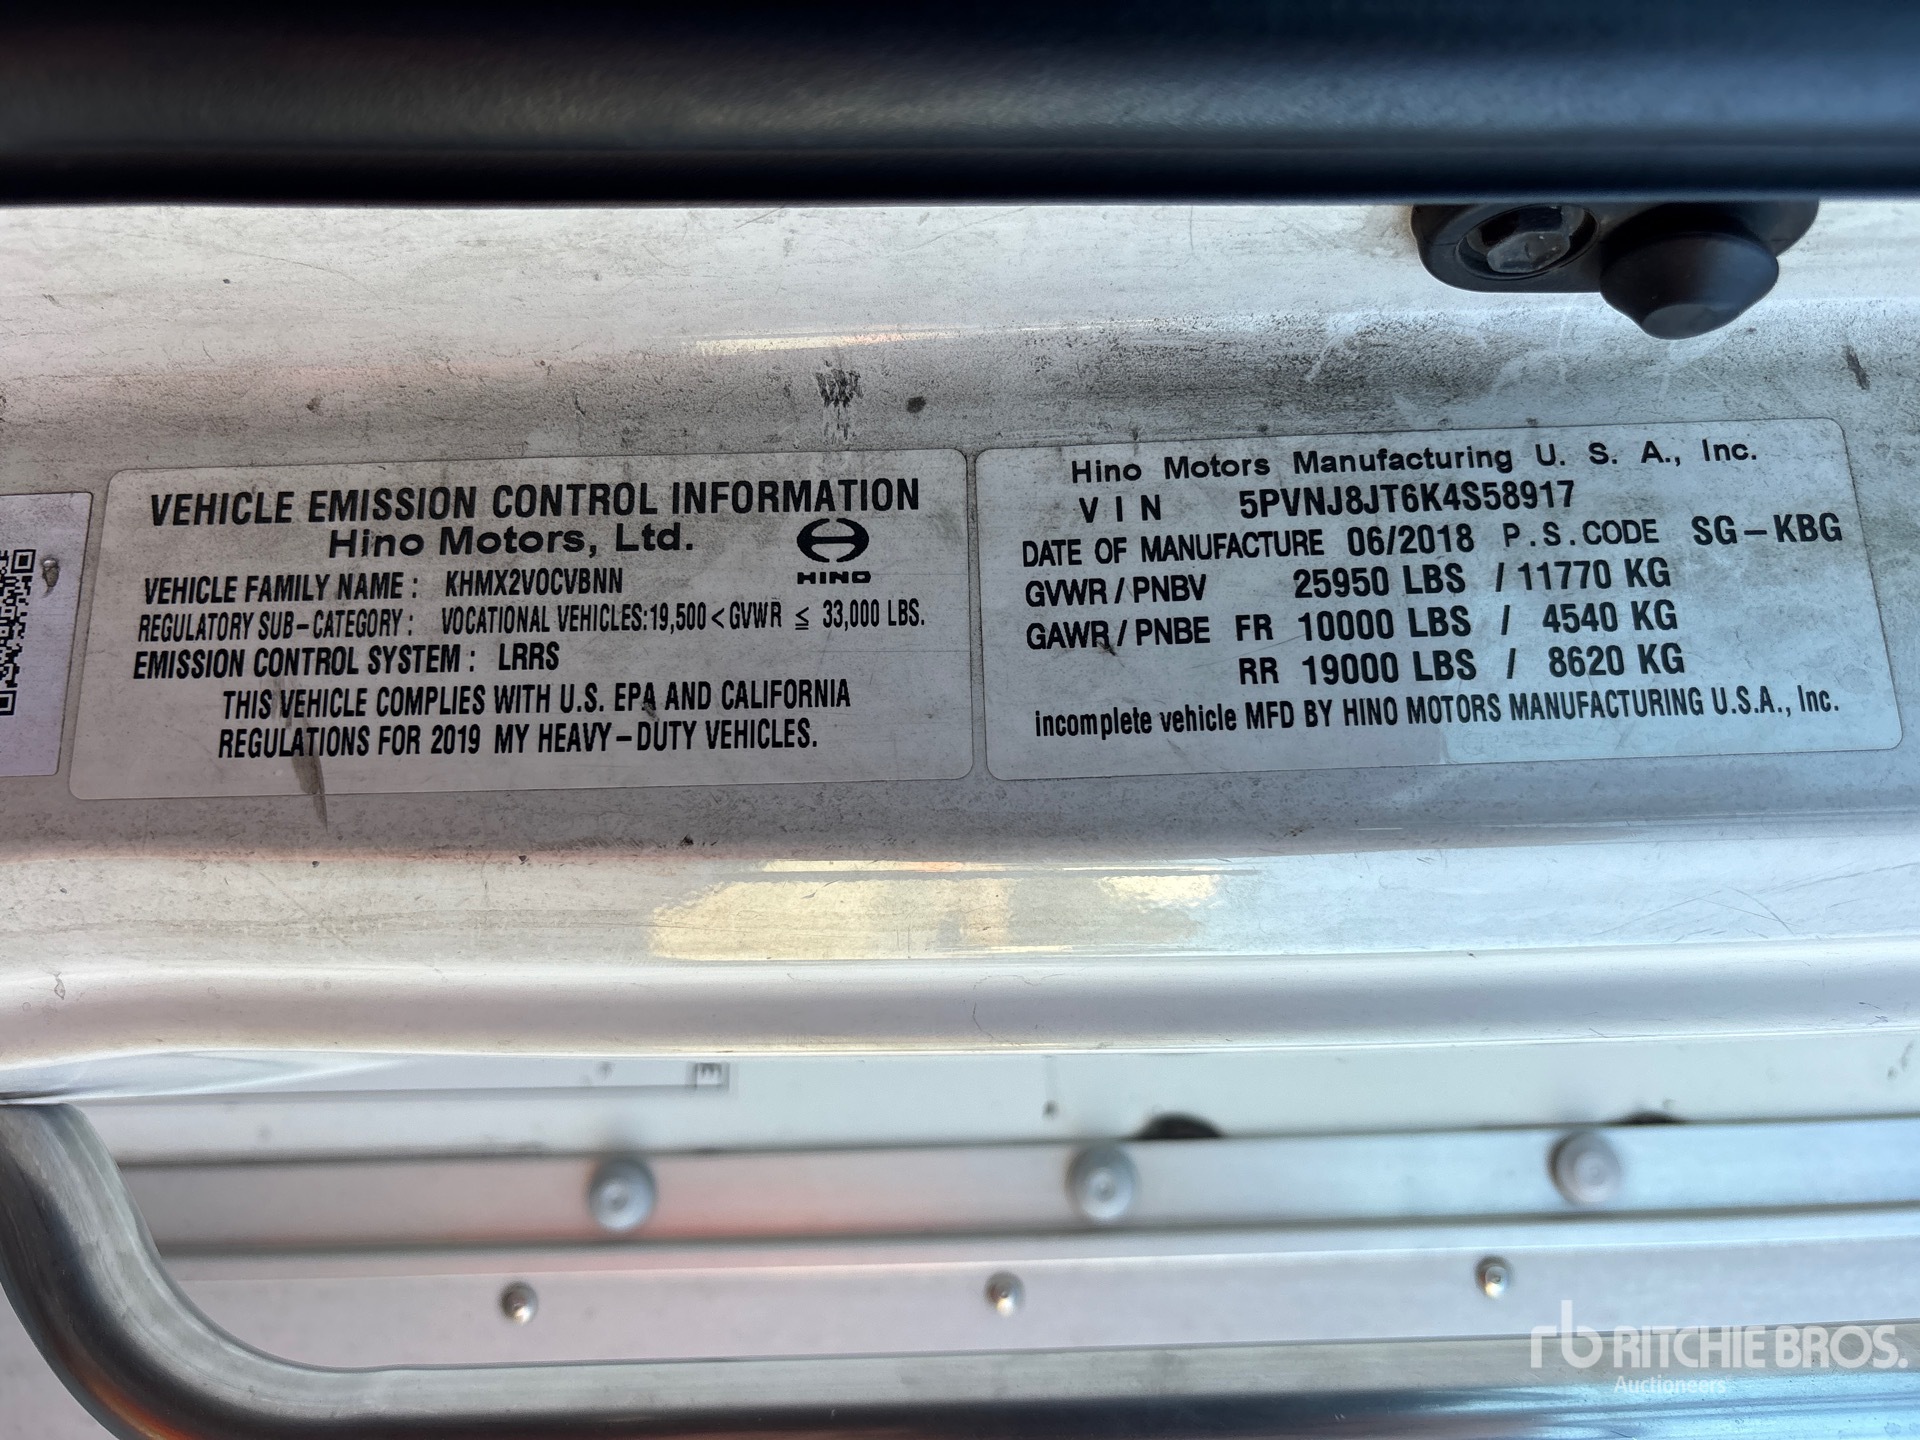 VEHICLE EMISSION CONTROL INFORMATION
Hino Motors, Ltd.
HINO
VEHICLE FAMILY NAME : KHMX2VOCVBNN
REGULATORY SUB-CATEGORY : VOCATIONAL VEHICLES:19,500 < GVWR ≦ 33,000 LBS.
EMISSION CONTROL SYSTEM : LRRS
THIS VEHICLE COMPLIES WITH U.S. EPA AND CALIFORNIA
REGULATIONS FOR 2019 MY HEAVY-DUTY VEHICLES.
Hino Motors Manufacturing U. S. A., Inc.
V I N 5PVNJ8JT6K4S58917
DATE OF MANUFACTURE 06/2018 P.S.CODE SG-KBG
GVWR / PNBV 25950 LBS / 11770 KG
GAWR / PNBE FR 10000 LBS / 4540 KG
RR 19000 LBS / 8620 KG
incomplete vehicle MFD BY HINO MOTORS MANUFACTURING U.S.A., Inc.
rb RITCHIE BROS.
Auctioneers